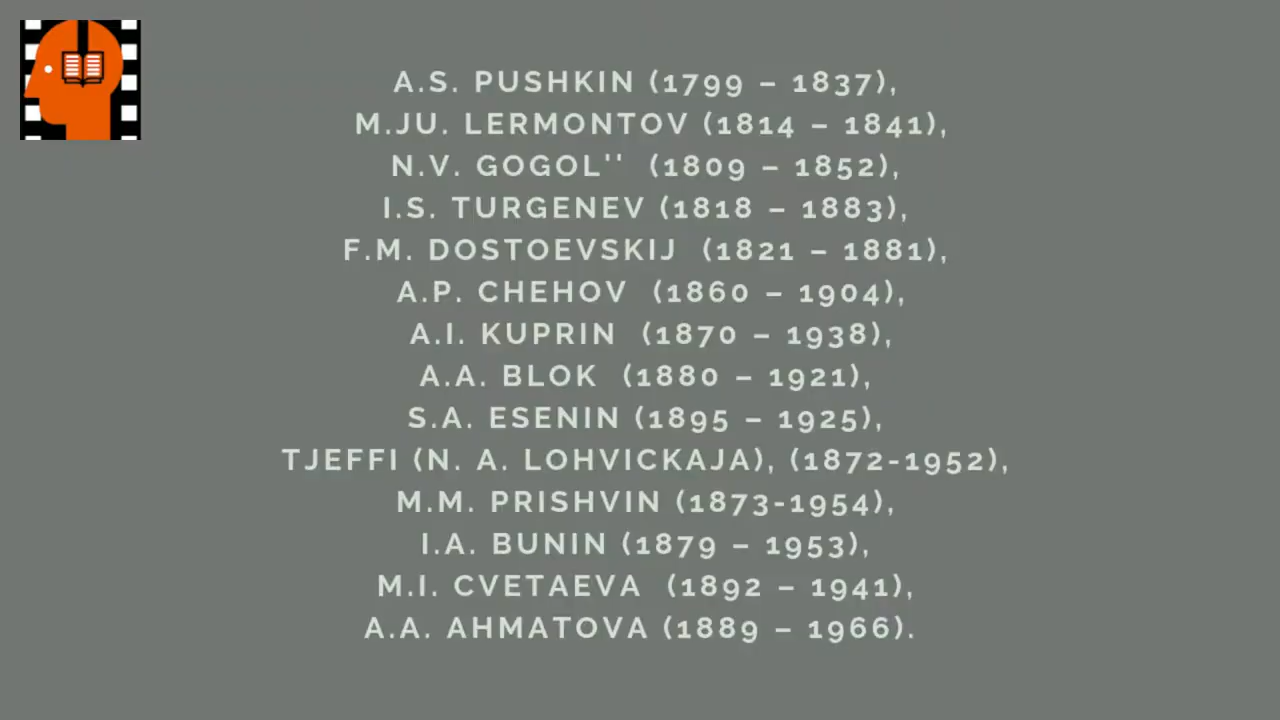 A.S. PUSHKIN (1799 – 1837),
M.JU. LERMONTOV (1814 – 1841),
N.V. GOGOL'' (1809 – 1852),
I.S. TURGENEV (1818 – 1883),
F.M. DOSTOEVSKIJ (1821 – 1881),
A.P. CHEHOV (1860 – 1904),
A.I. KUPRIN (1870 – 1938),
A.A. BLOK (1880 – 1921),
S.A. ESENIN (1895 – 1925),
TJEFFI (N. A. LOHVICKAJA), (1872-1952),
M.M. PRISHVIN (1873-1954),
I.A. BUNIN (1879 – 1953),
M.I. CVETAEVA (1892 – 1941),
A.A. AHMATOVA (1889 – 1966).